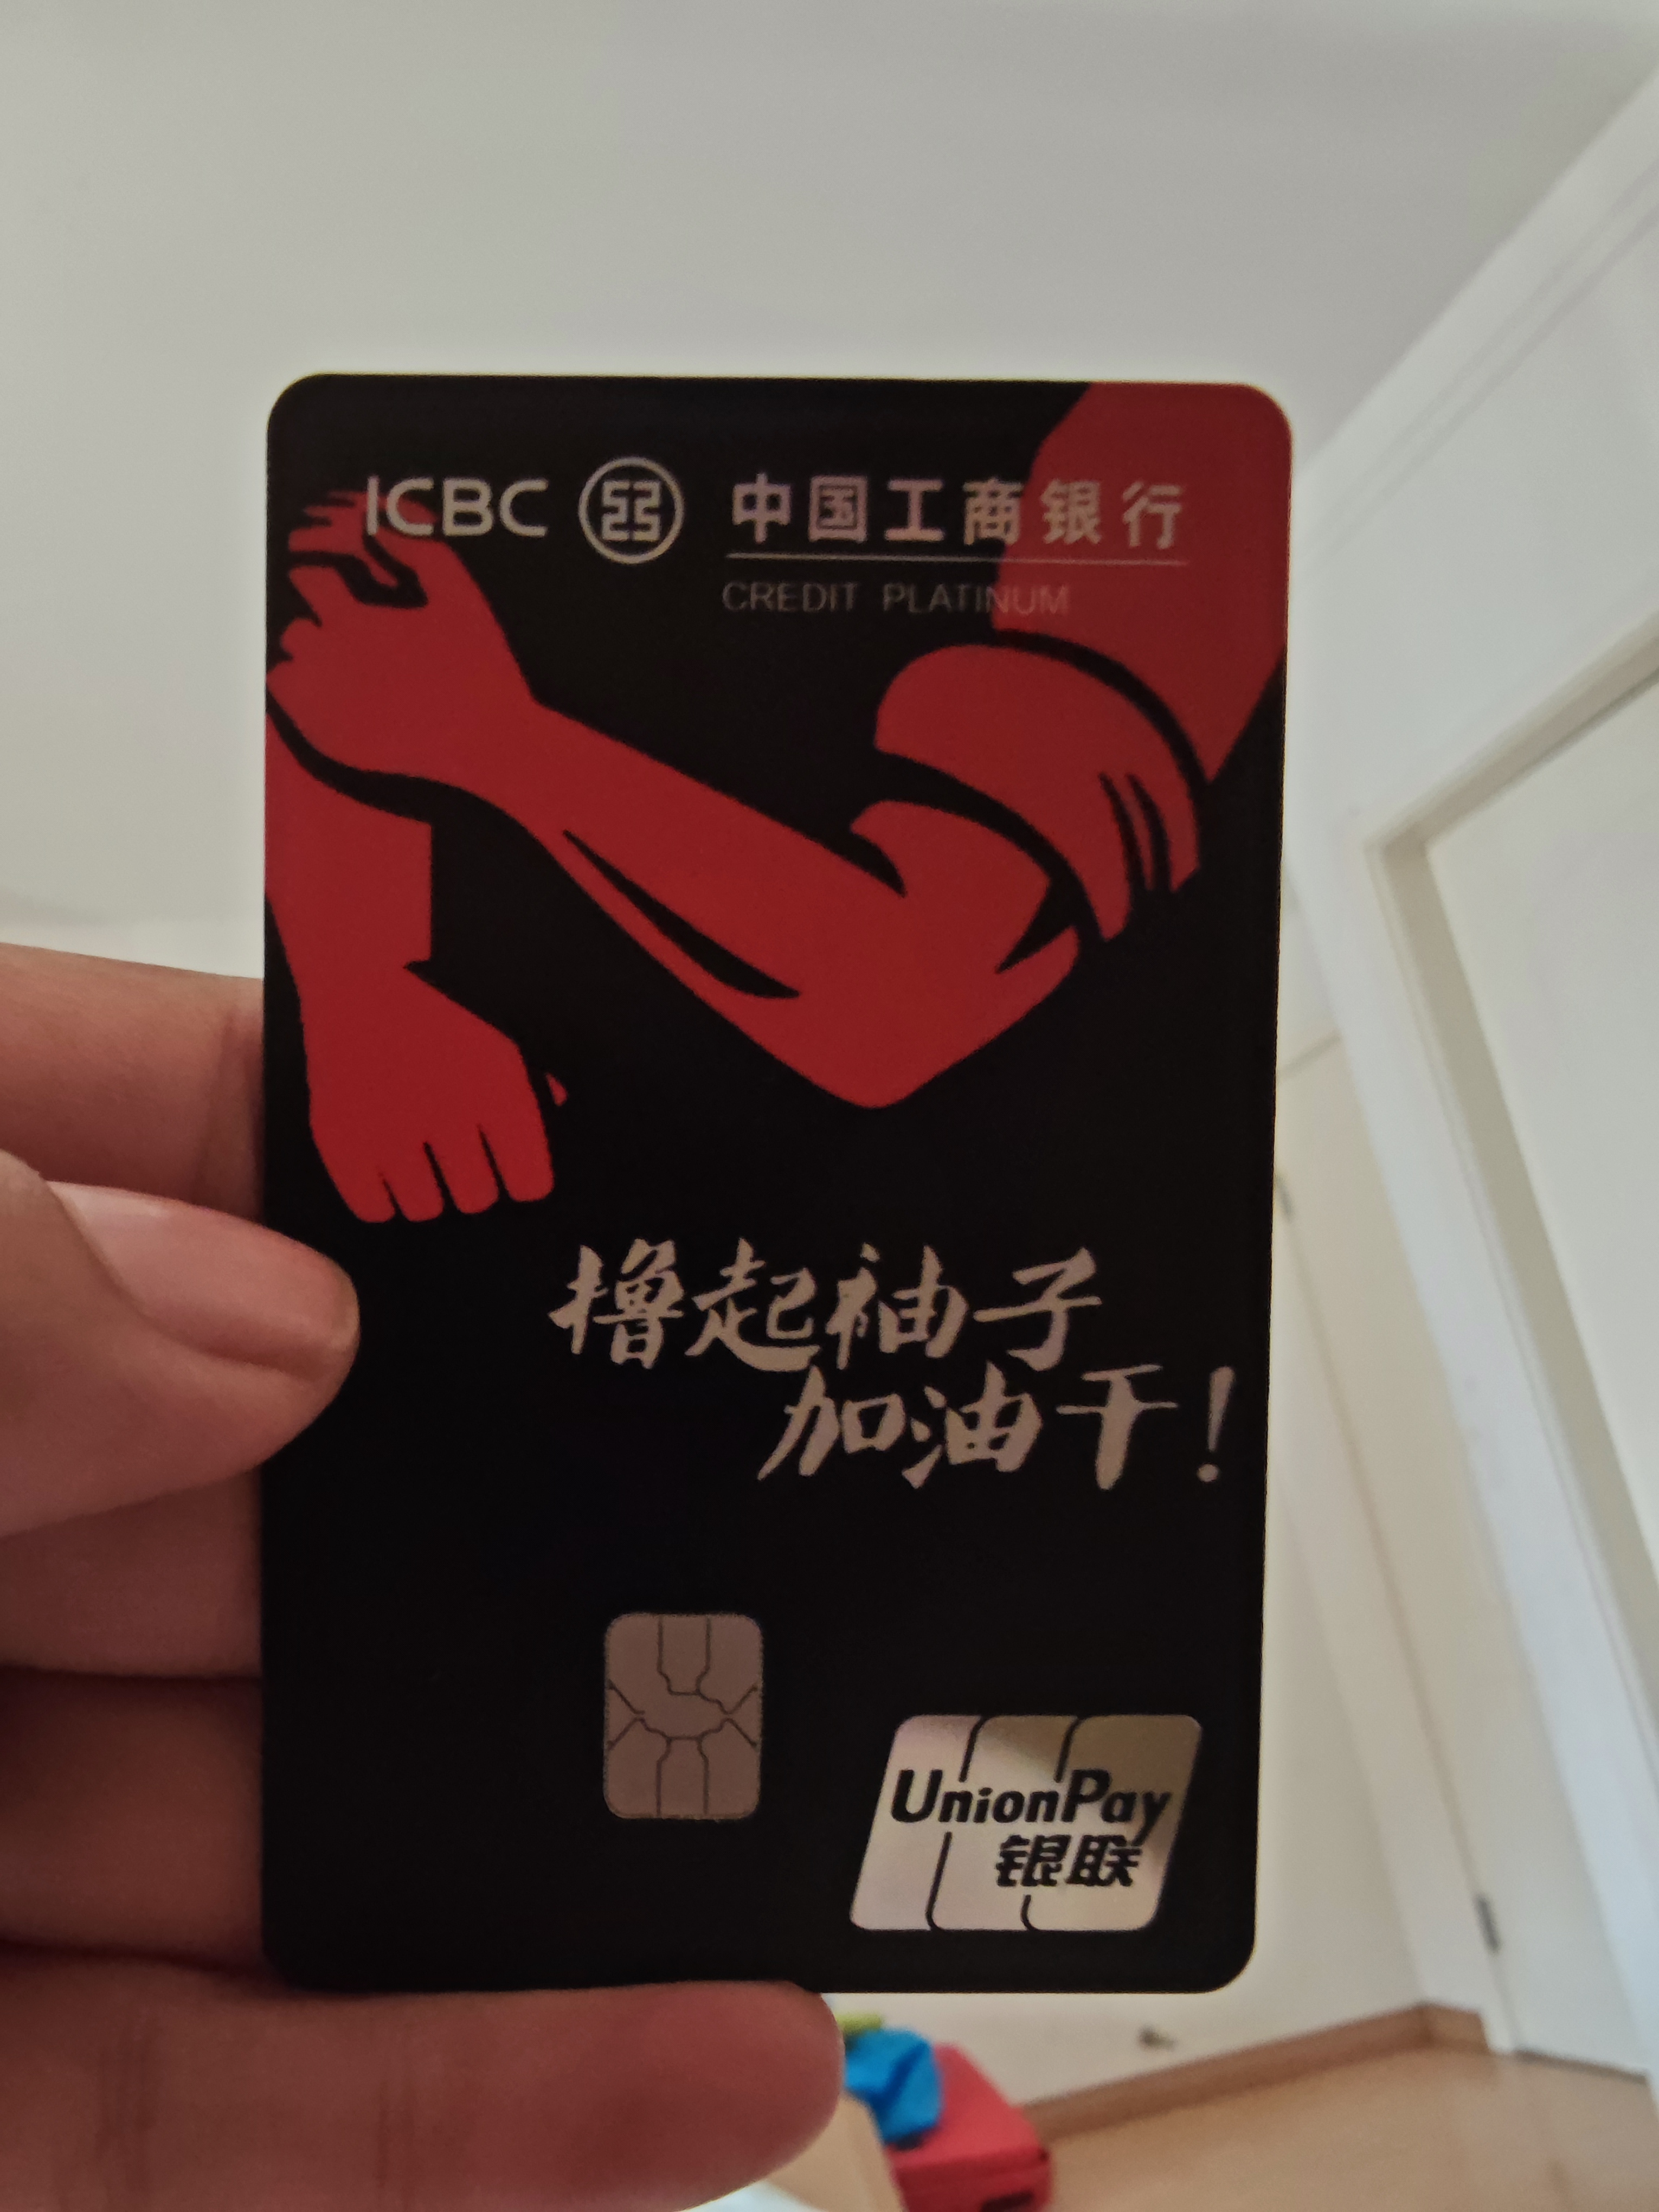 ICBC 中国工商银行
CREDIT PLATINUM
撸起袖子
加油干！
UnionPay
银联